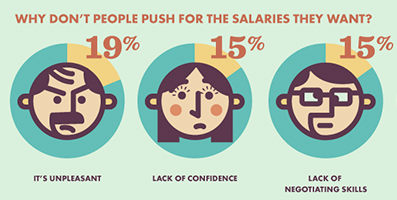 WHY DON'T PEOPLE PUSH FOR THE SALARIES THEY WANT?
19%
15%
15%
IT'S UNPLEASANT
LACK OF CONFIDENCE
LACK OF
NEGOTIATING SKILLS